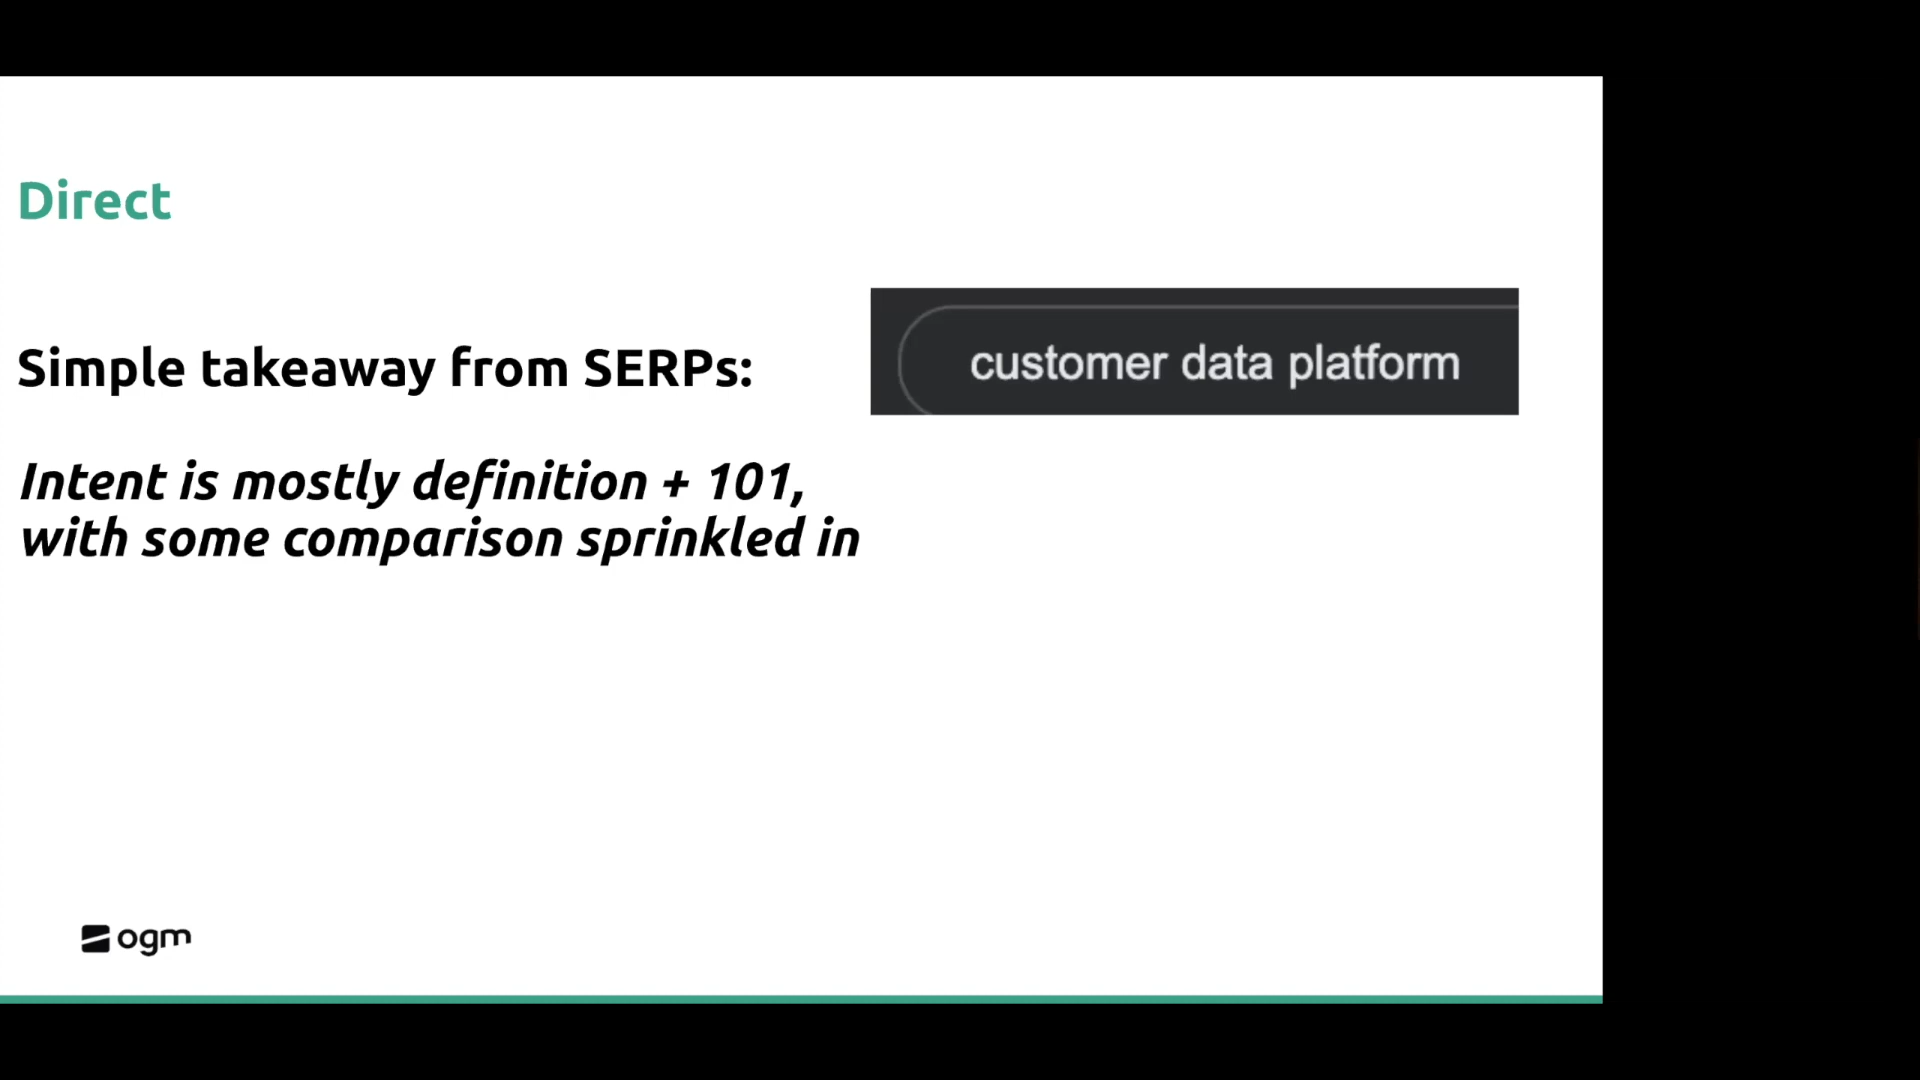 Direct
Simple takeaway from SERPs:
customer data platform
Intent is mostly definition + 101,
with some comparison sprinkled in
ogm